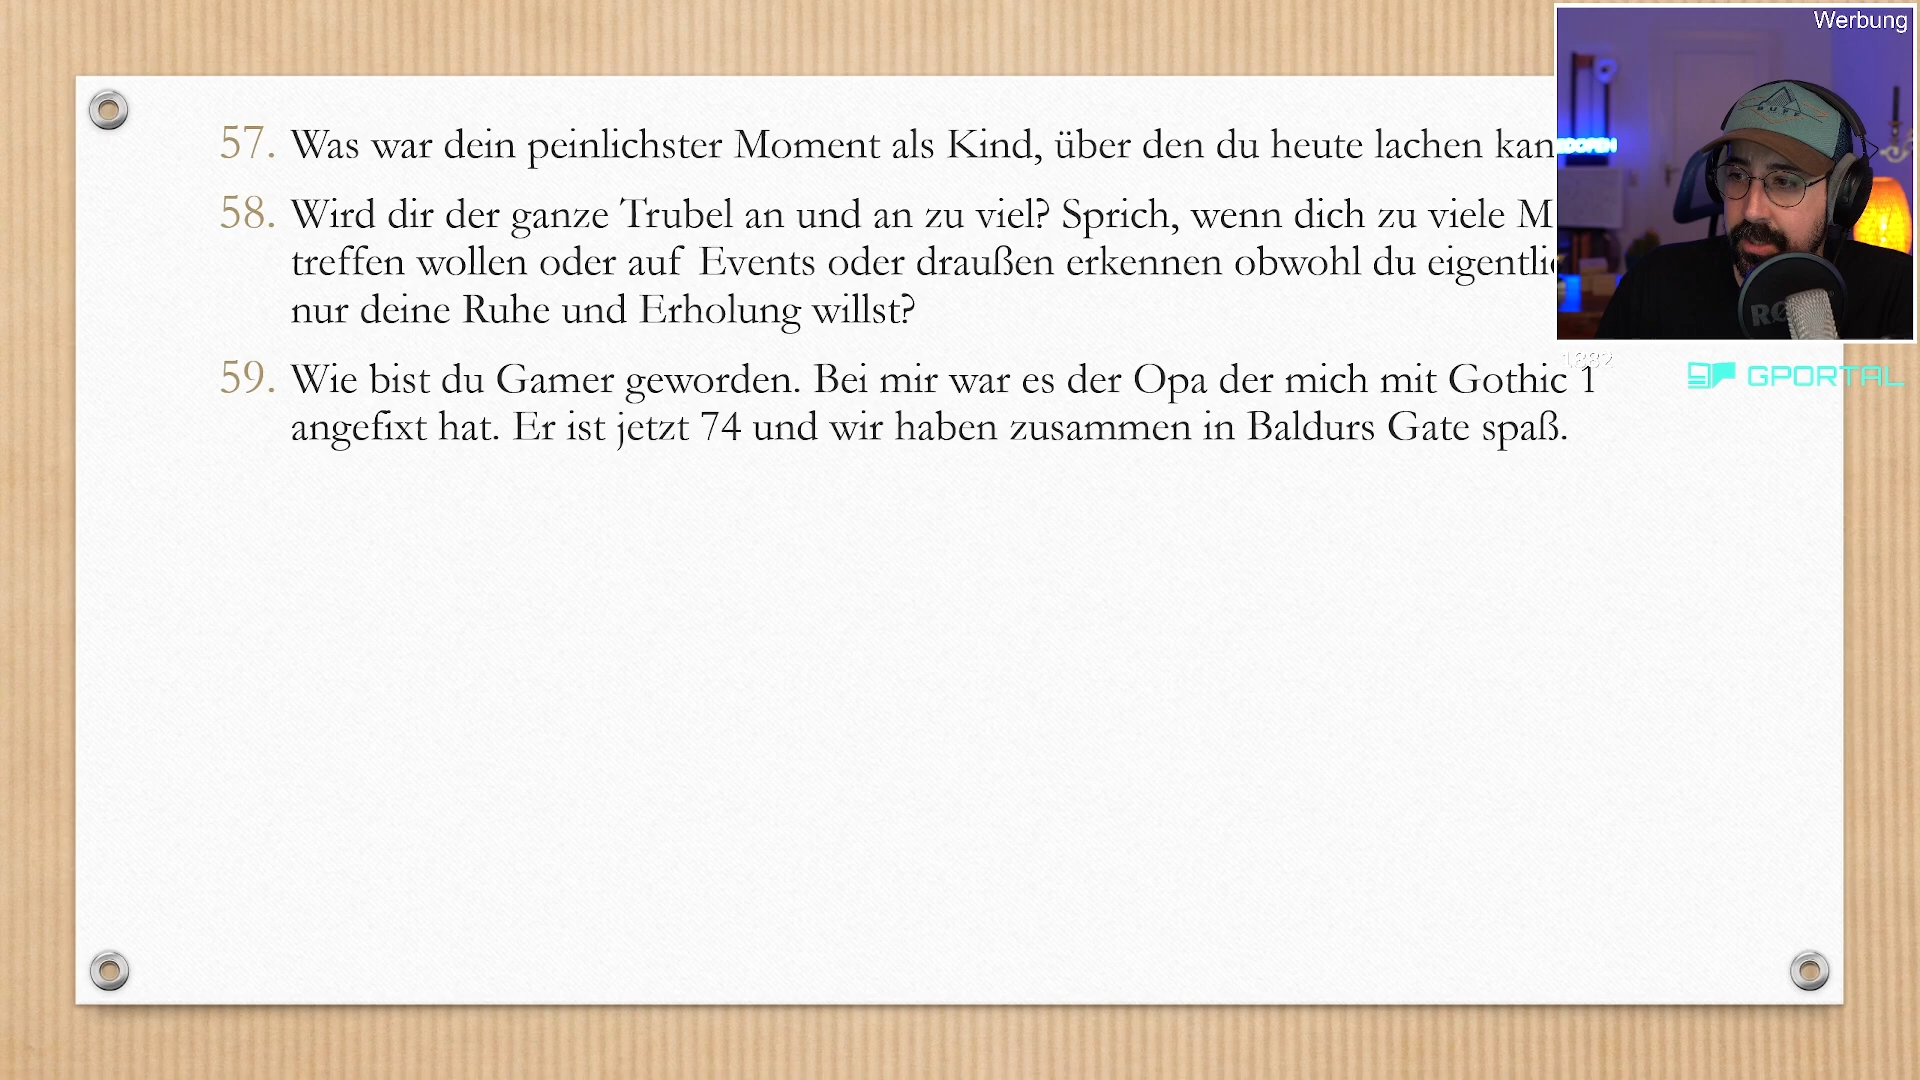 Werbung
57. Was war dein peinlichster Moment als Kind, über den du heute lachen
58. Wird dir der ganze Trubel an und an zu viel? Sprich, wenn dich zu viele
treffen wollen oder auf Events oder draußen erkennen obwohl du
nur deine Ruhe und Erholung willst?
1882
59. Wie bist du Gamer geworden. Bei mir war es der Opa der mich mit Gothic 1
GPORTAL
angefixt hat. Er ist jetzt 74 und wir haben zusammen in Baldurs Gate spaß.